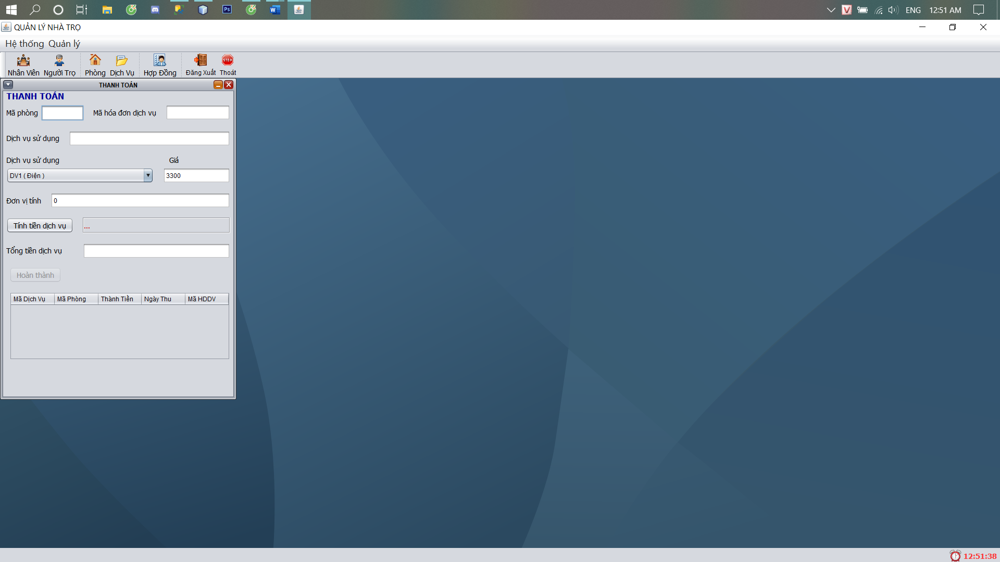 ENG 12:51 AM
QUẢN LÝ NHÀ TRỌ
Hệ thống Quản lý
Nhân Viên Người Trọ Phòng Dịch Vụ Hợp Đồng Đăng Xuất Thoát
THANH TOÁN
THANH TOÁN
Mã phòng Mã hóa đơn dịch vụ
Dịch vụ sử dụng
Dịch vụ sử dụng Giá
DV1 ( Điện ) 3300
Đơn vị tính 0
Tính tiền dịch vụ ...
Tổng tiền dịch vụ
Hoàn thành
Mã Dịch Vụ Mã Phòng Thành Tiền Ngày Thu Mã HDDV
12:51:38